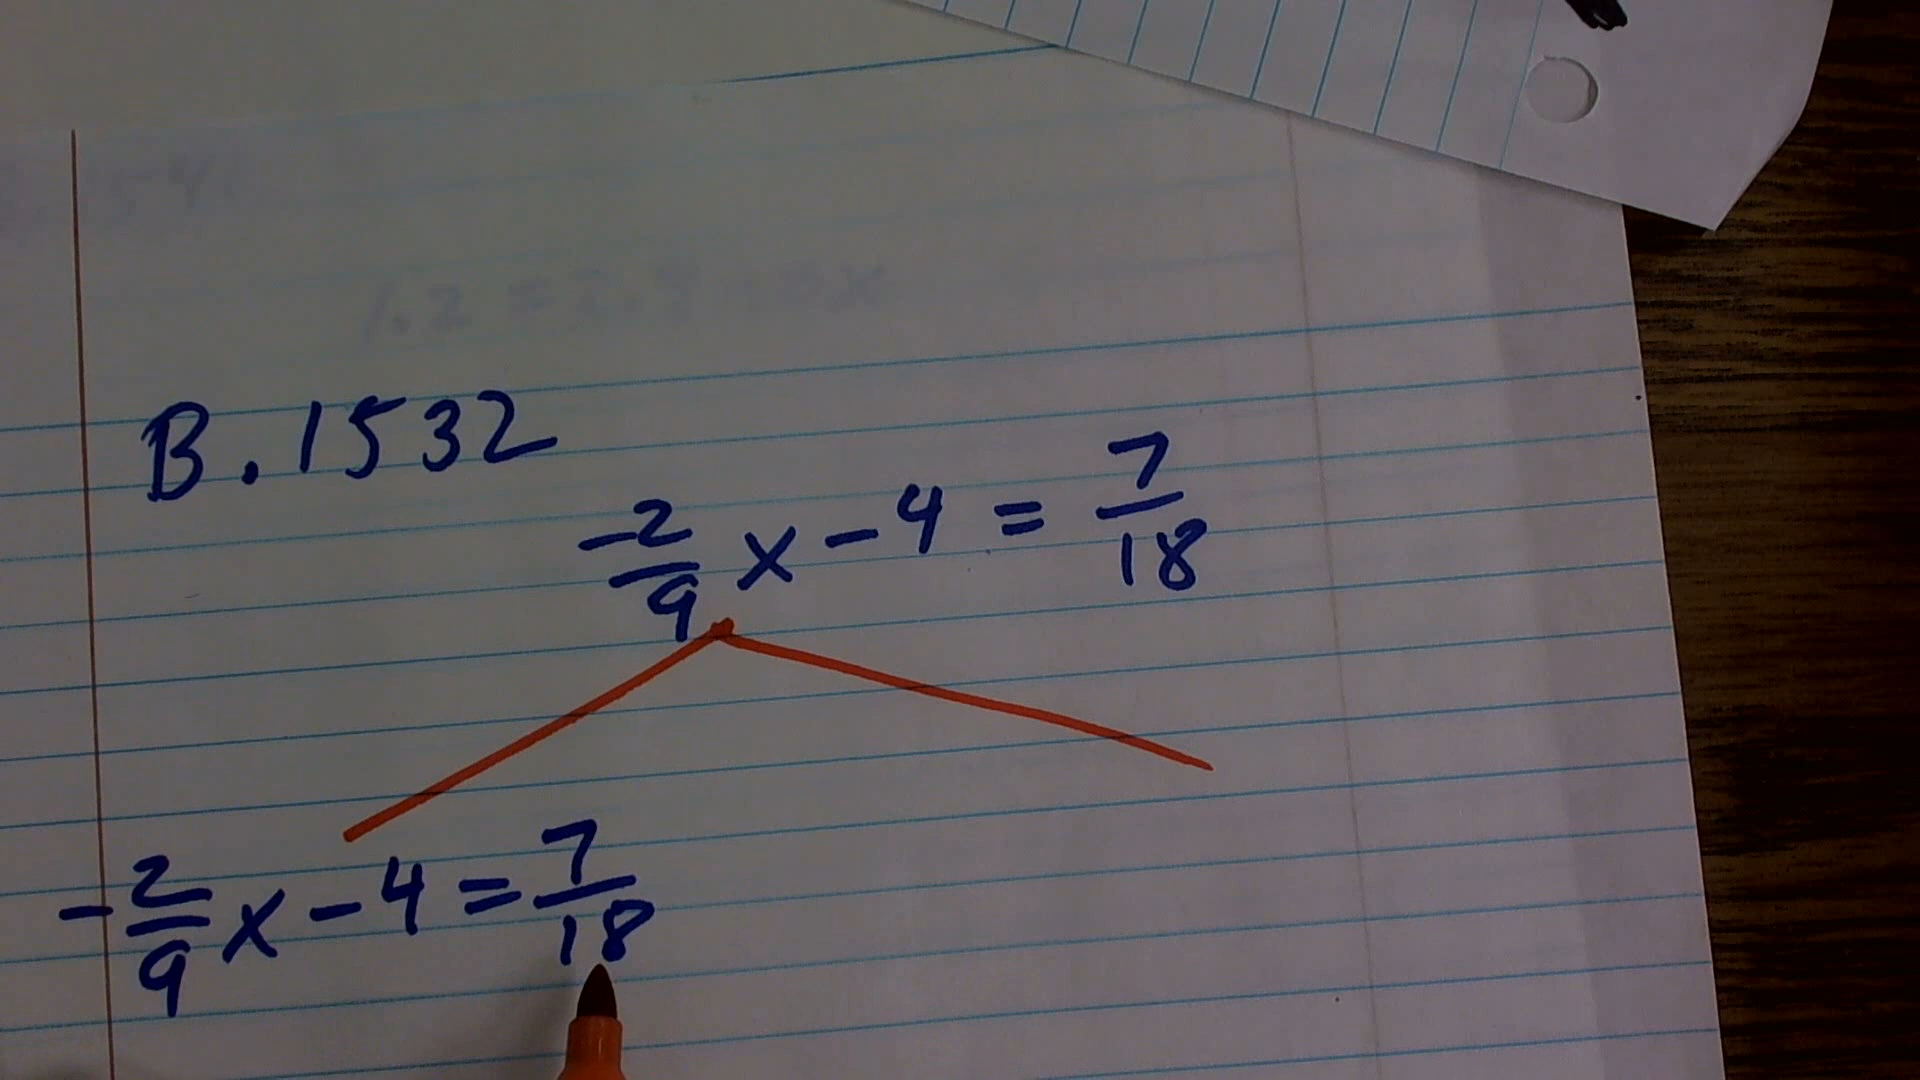 B. 1532
-2/9 x - 4 = 7/18
-2/9 x - 4 = 7/18